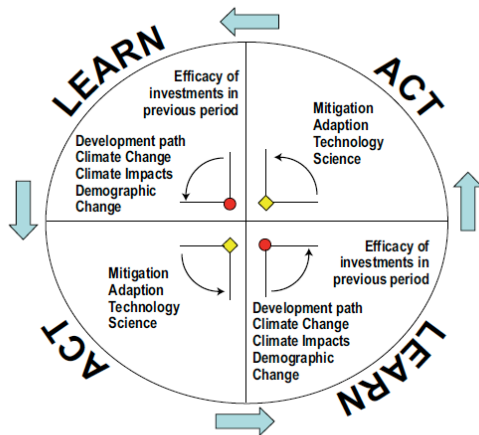 LEARN
ACT
Efficacy of
investments in
previous period
Development path
Climate Change
Climate Impacts
Demographic
Change
Mitigation
Adaption
Technology
Science
Mitigation
Adaption
Technology
Science
Efficacy of
investments in
previous period
Development path
Climate Change
Climate Impacts
Demographic
Change
ACT
LEARN